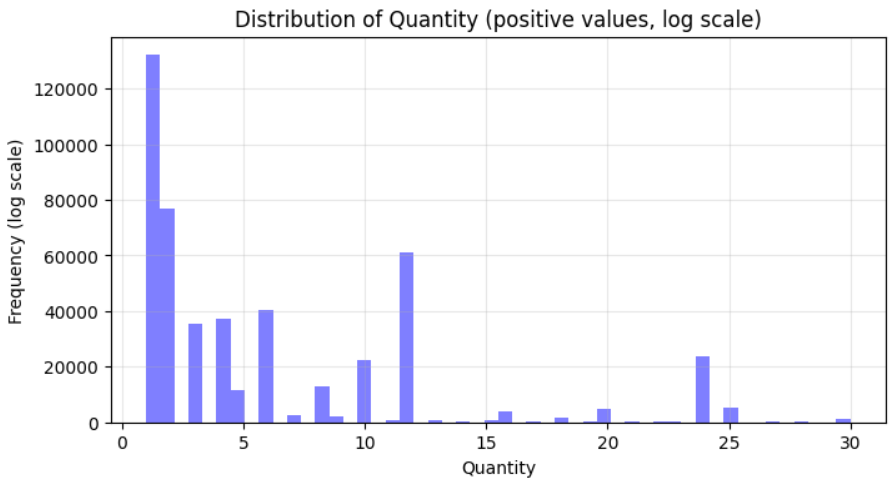 Distribution of Quantity (positive values, log scale)
Frequency (log scale)
120000
100000
80000
60000
40000
20000
0
0 5 10 15 20 25 30
Quantity